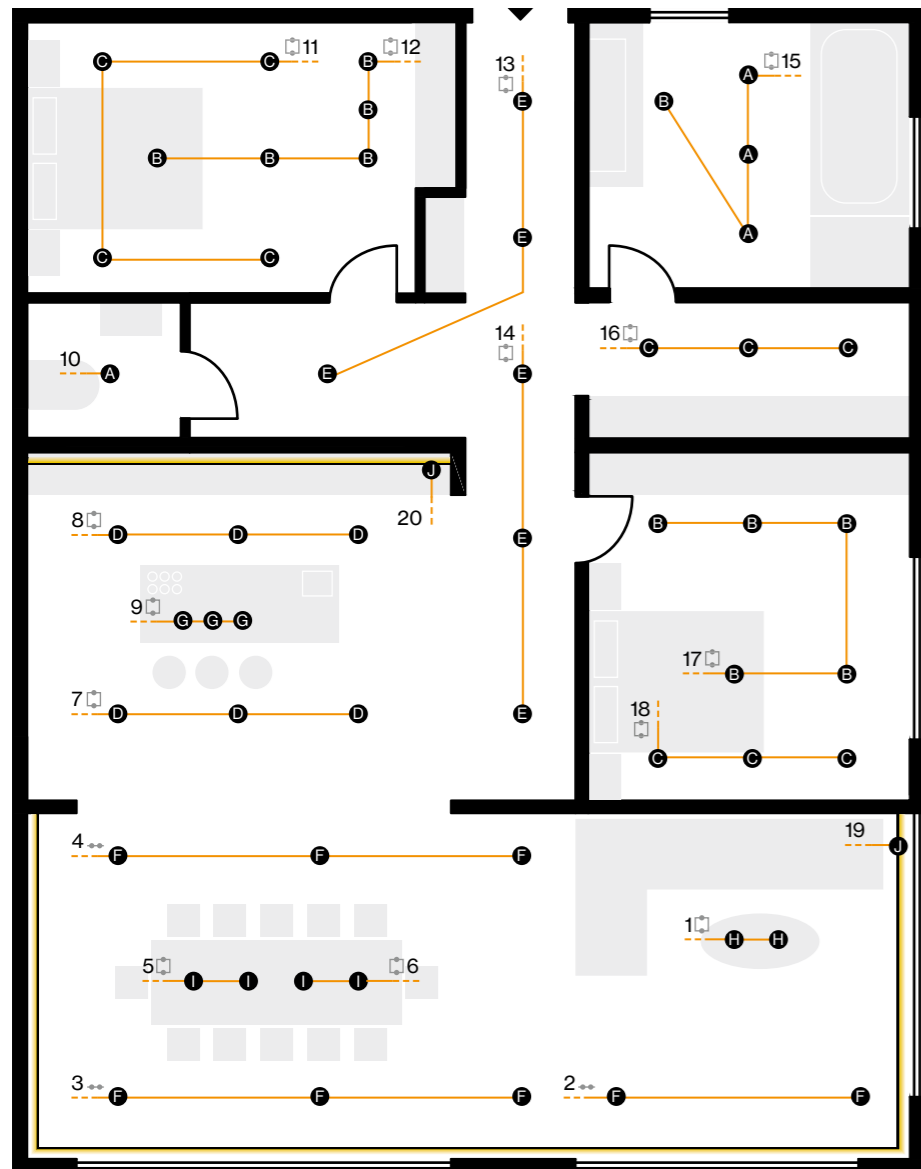 C C 11 B 12
13
A 15
E B
B
B B B A
A
E
C C
14
16 C C C
10 A E E
J
20
8 D D D
B B B
E
9 G G G
17 B B
18
7 D D D E
C C C
19 J
4 F F F
1 H H
5 I I I I 6
3 F F F 2 F F